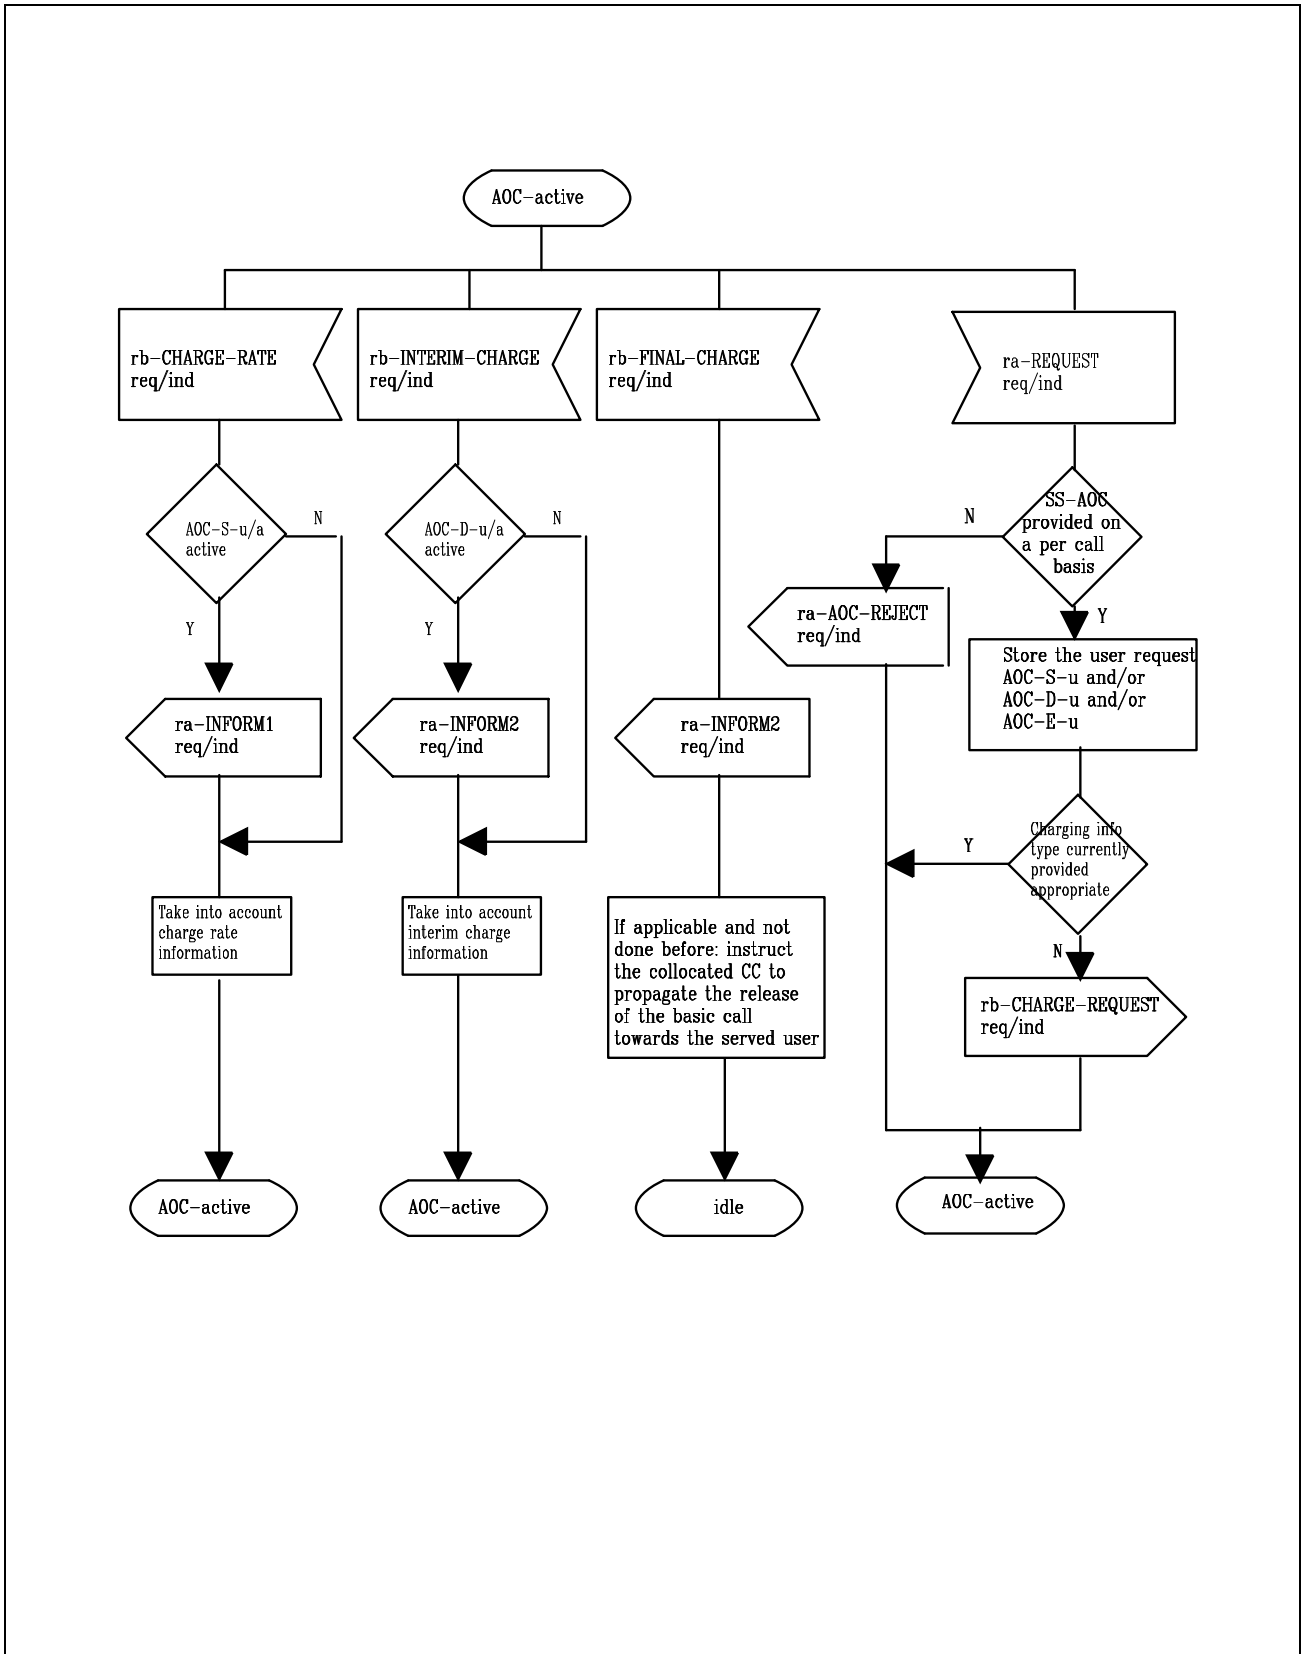 AOC-active
rb-CHARGE-RATE
req/ind
rb-INTERIM-CHARGE
req/ind
rb-FINAL-CHARGE
req/ind
ra-REQUEST
req/ind
AOC-S-u/a
active
N
Y
AOC-D-u/a
active
N
Y
SS-AOC
provided on
a per call
basis
N
Y
ra-AOC-REJECT
req/ind
Store the user request
AOC-S-u and/or
AOC-D-u and/or
AOC-E-u
ra-INFORM1
req/ind
ra-INFORM2
req/ind
ra-INFORM2
req/ind
Charging info
type currently
provided
appropriate
Y
N
Take into account
charge rate
information
Take into account
interim charge
information
If applicable and not
done before: instruct
the collocated CC to
propagate the release
of the basic call
towards the served user
rb-CHARGE-REQUEST
req/ind
AOC-active
AOC-active
idle
AOC-active